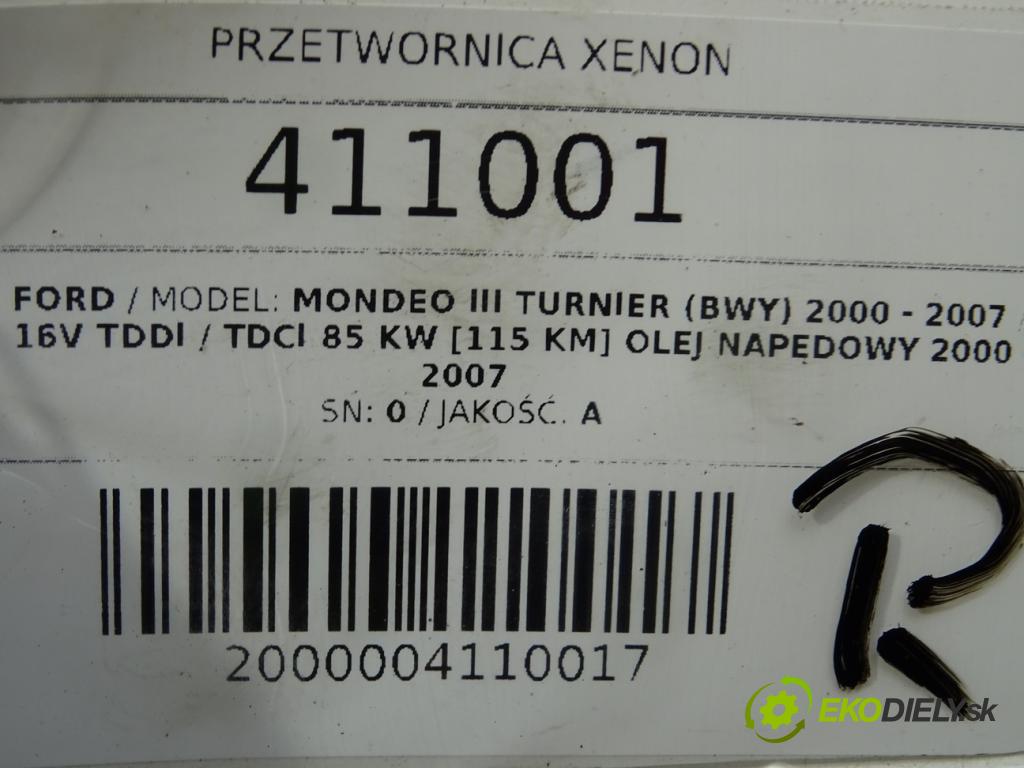 PRZETWORNICA XENON
411001
FORD / MODEL: MONDEO III TURNIER (BWY) 2000 - 2007
16V TDDI / TDCI 85 KW [115 KM] OLEJ NAPĘDOWY 2000
2007
SN: 0 / JAKOŚĆ. A
2000004110017
R
EKODIELY.sk